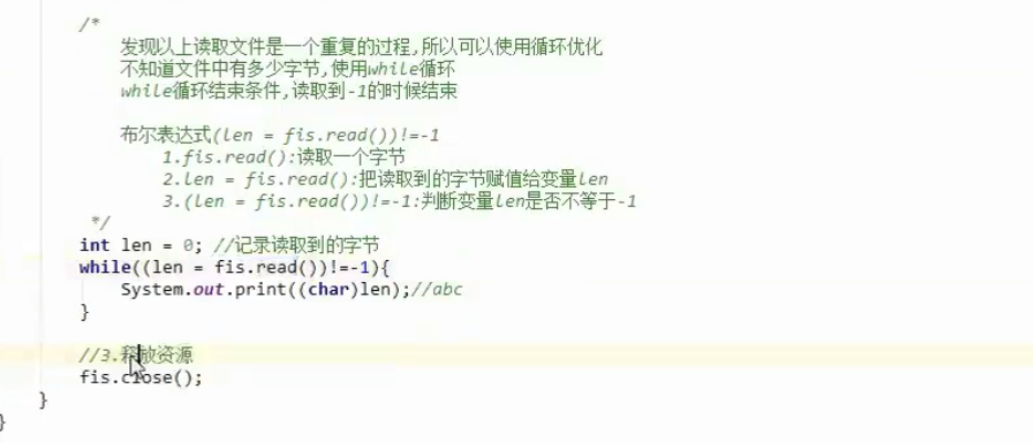 /*
发现以上读取文件是一个重复的过程,所以可以使用循环优化
不知道文件中有多少字节,使用while循环
while循环结束条件,读取到-1的时候结束
布尔表达式(len = fis.read())!=-1
1.fis.read():读取一个字节
2.len = fis.read():把读取到的字节赋值给变量len
3.(len = fis.read())!=-1:判断变量len是否不等于-1
*/
int len = 0; //记录读取到的字节
while((len = fis.read())!=-1){
System.out.print((char)len);//abc
}
//3.释放资源
fis.close();
}
}